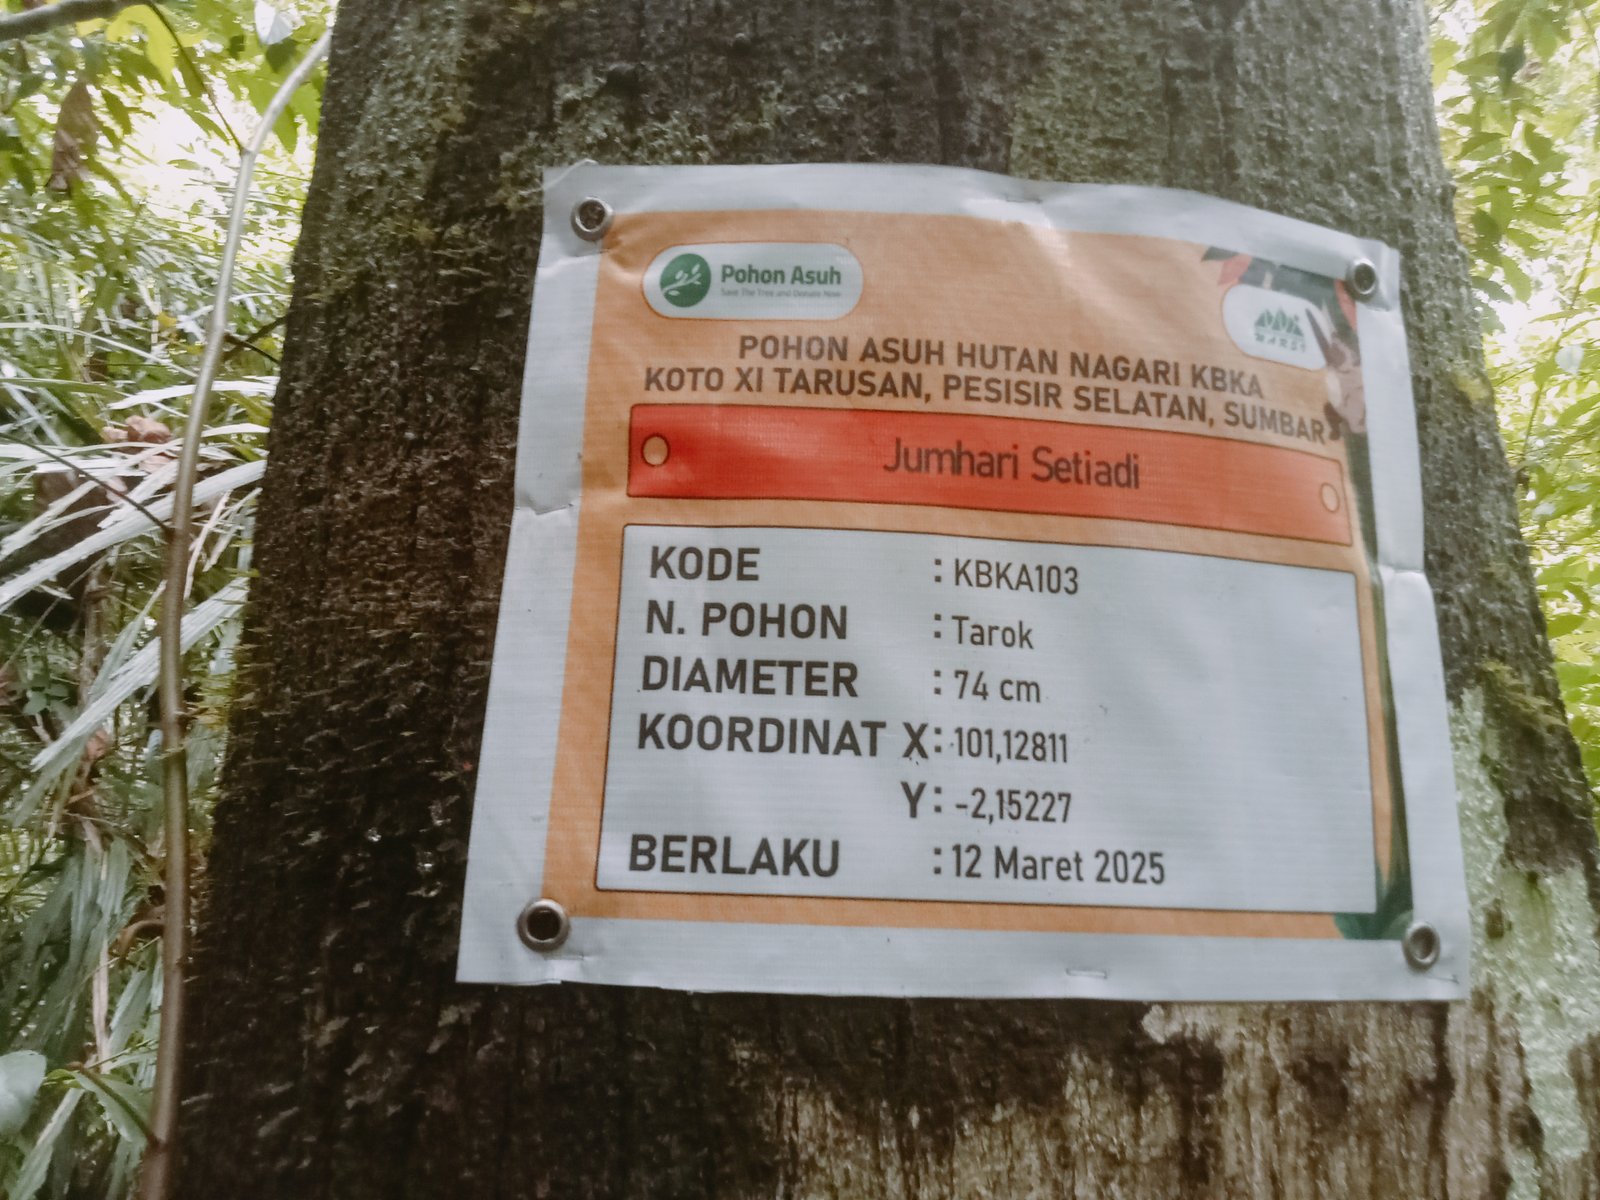 Pohon Asuh
Save The Tree and Donate Now
WARSI
POHON ASUH HUTAN NAGARI KBKA
KOTO XI TARUSAN, PESISIR SELATAN, SUMBAR
Jumhari Setiadi
KODE : KBKA103
N. POHON : Tarok
DIAMETER : 74 cm
KOORDINAT X : 101,12811
Y : -2,15227
BERLAKU : 12 Maret 2025